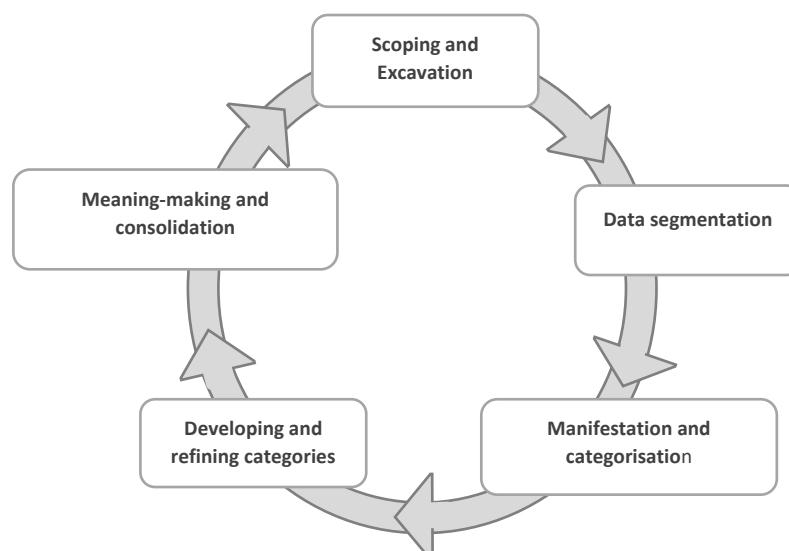 Scoping and
Excavation
Data segmentation
Manifestation and
categorisation
Developing and
refining categories
Meaning-making and
consolidation